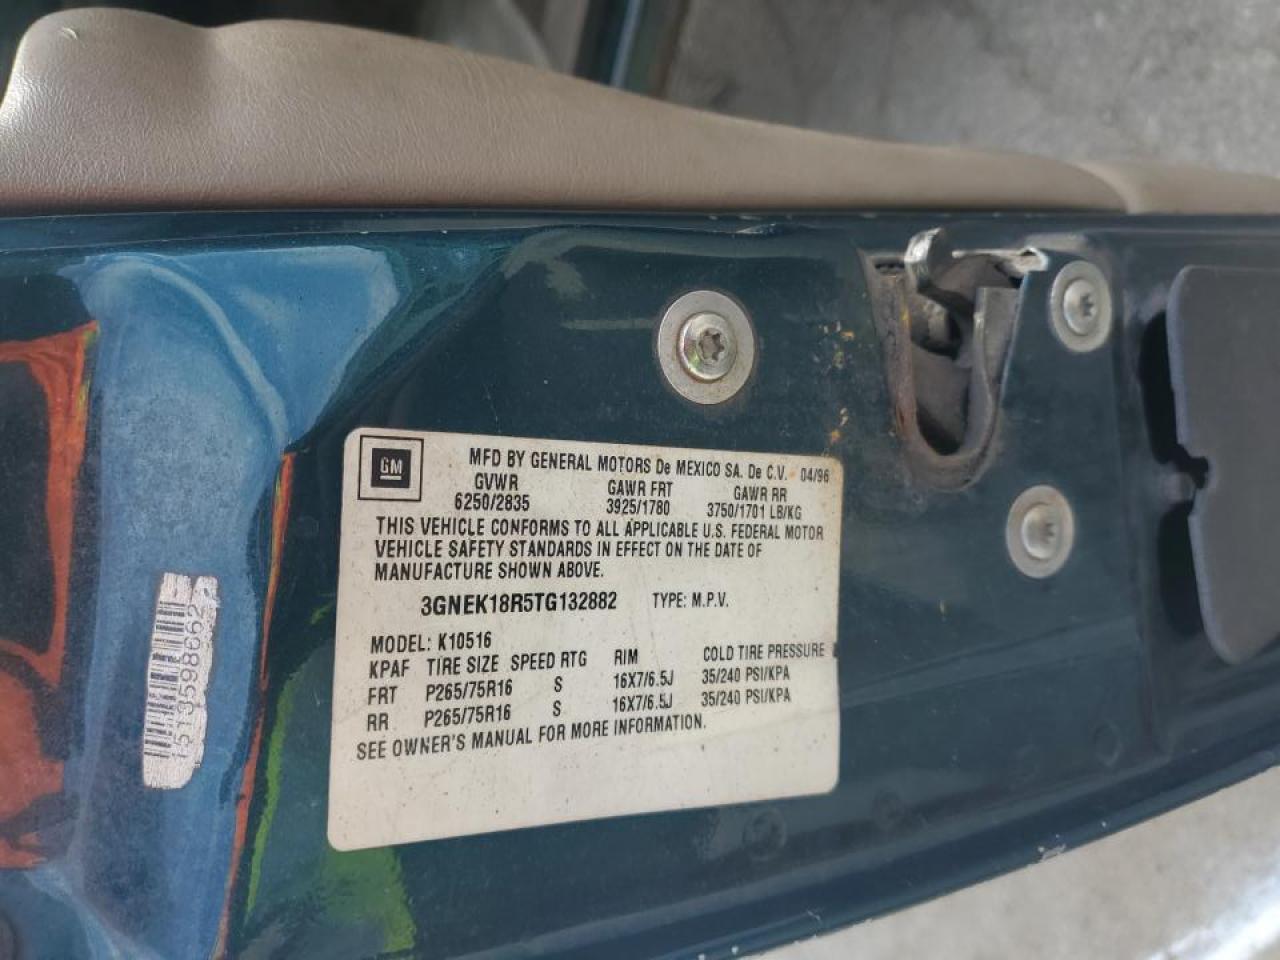 GM
MFD BY GENERAL MOTORS De MEXICO SA. De C.V. 04/96
GVWR GAWR FRT GAWR RR
6250/2835 3925/1780 3750/1701 LB/KG
THIS VEHICLE CONFORMS TO ALL APPLICABLE U.S. FEDERAL MOTOR
VEHICLE SAFETY STANDARDS IN EFFECT ON THE DATE OF
MANUFACTURE SHOWN ABOVE.
3GNEK18R5TG132882 TYPE: M.P.V.
MODEL: K10516
KPAF TIRE SIZE SPEED RTG RIM COLD TIRE PRESSURE
FRT P265/75R16 S 16X7/6.5J 35/240 PSI/KPA
RR P265/75R16 S 16X7/6.5J 35/240 PSI/KPA
SEE OWNER'S MANUAL FOR MORE INFORMATION.
1513598662